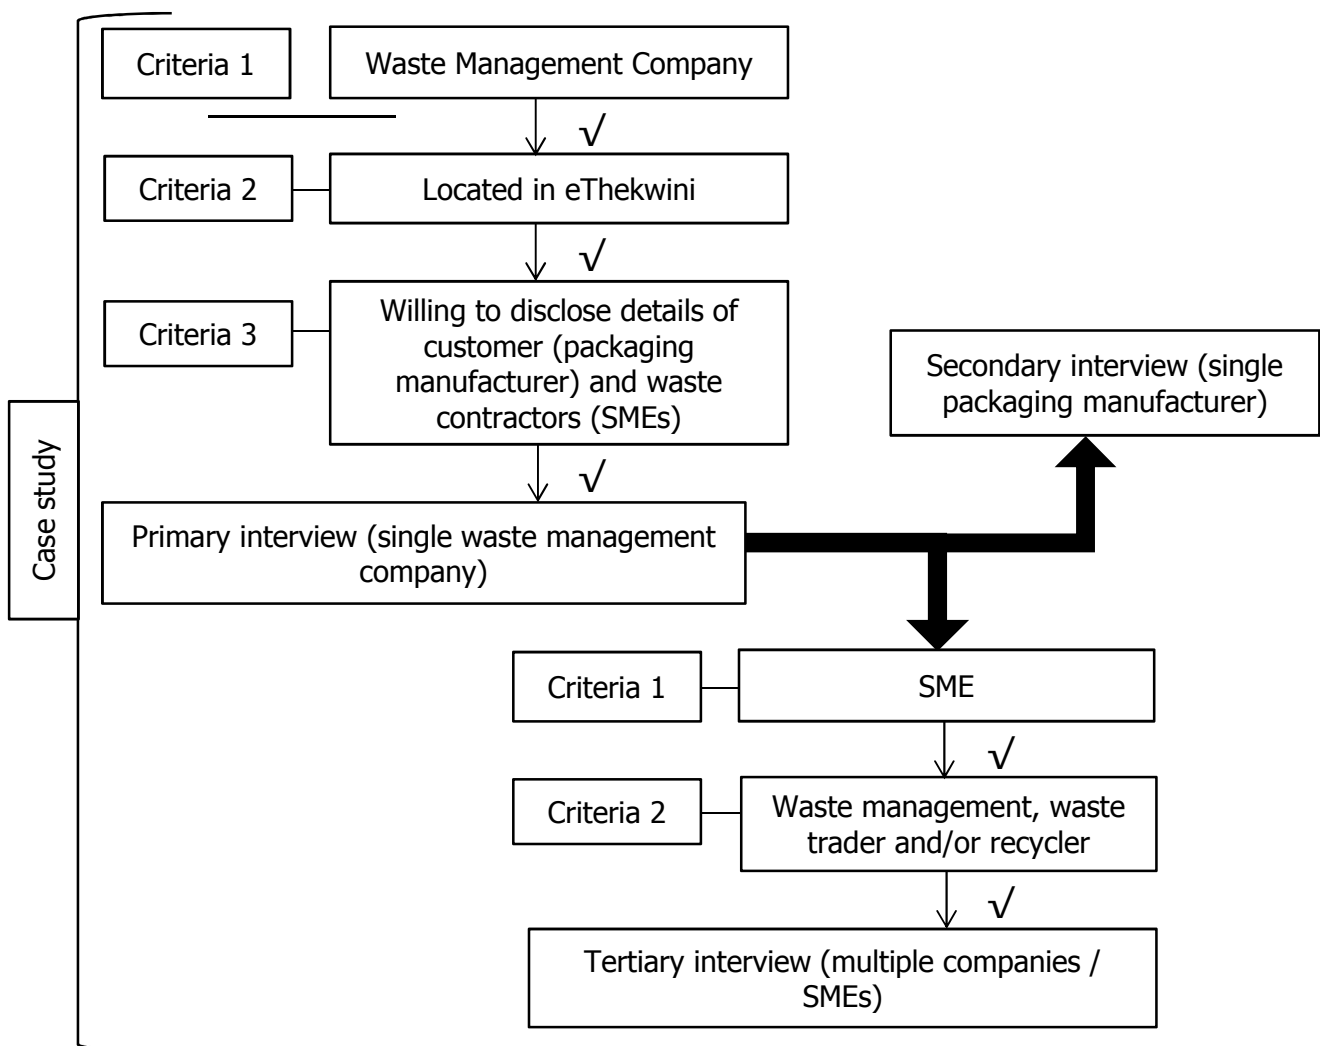 Criteria 1
Waste Management Company
√
Criteria 2
Located in eThekwini
√
Criteria 3
Willing to disclose details of
customer (packaging
manufacturer) and waste
contractors (SMEs)
√
Secondary interview (single
packaging manufacturer)
Case study
Primary interview (single waste management
company)
Criteria 1
SME
√
Criteria 2
Waste management, waste
trader and/or recycler
√
Tertiary interview (multiple companies /
SMEs)